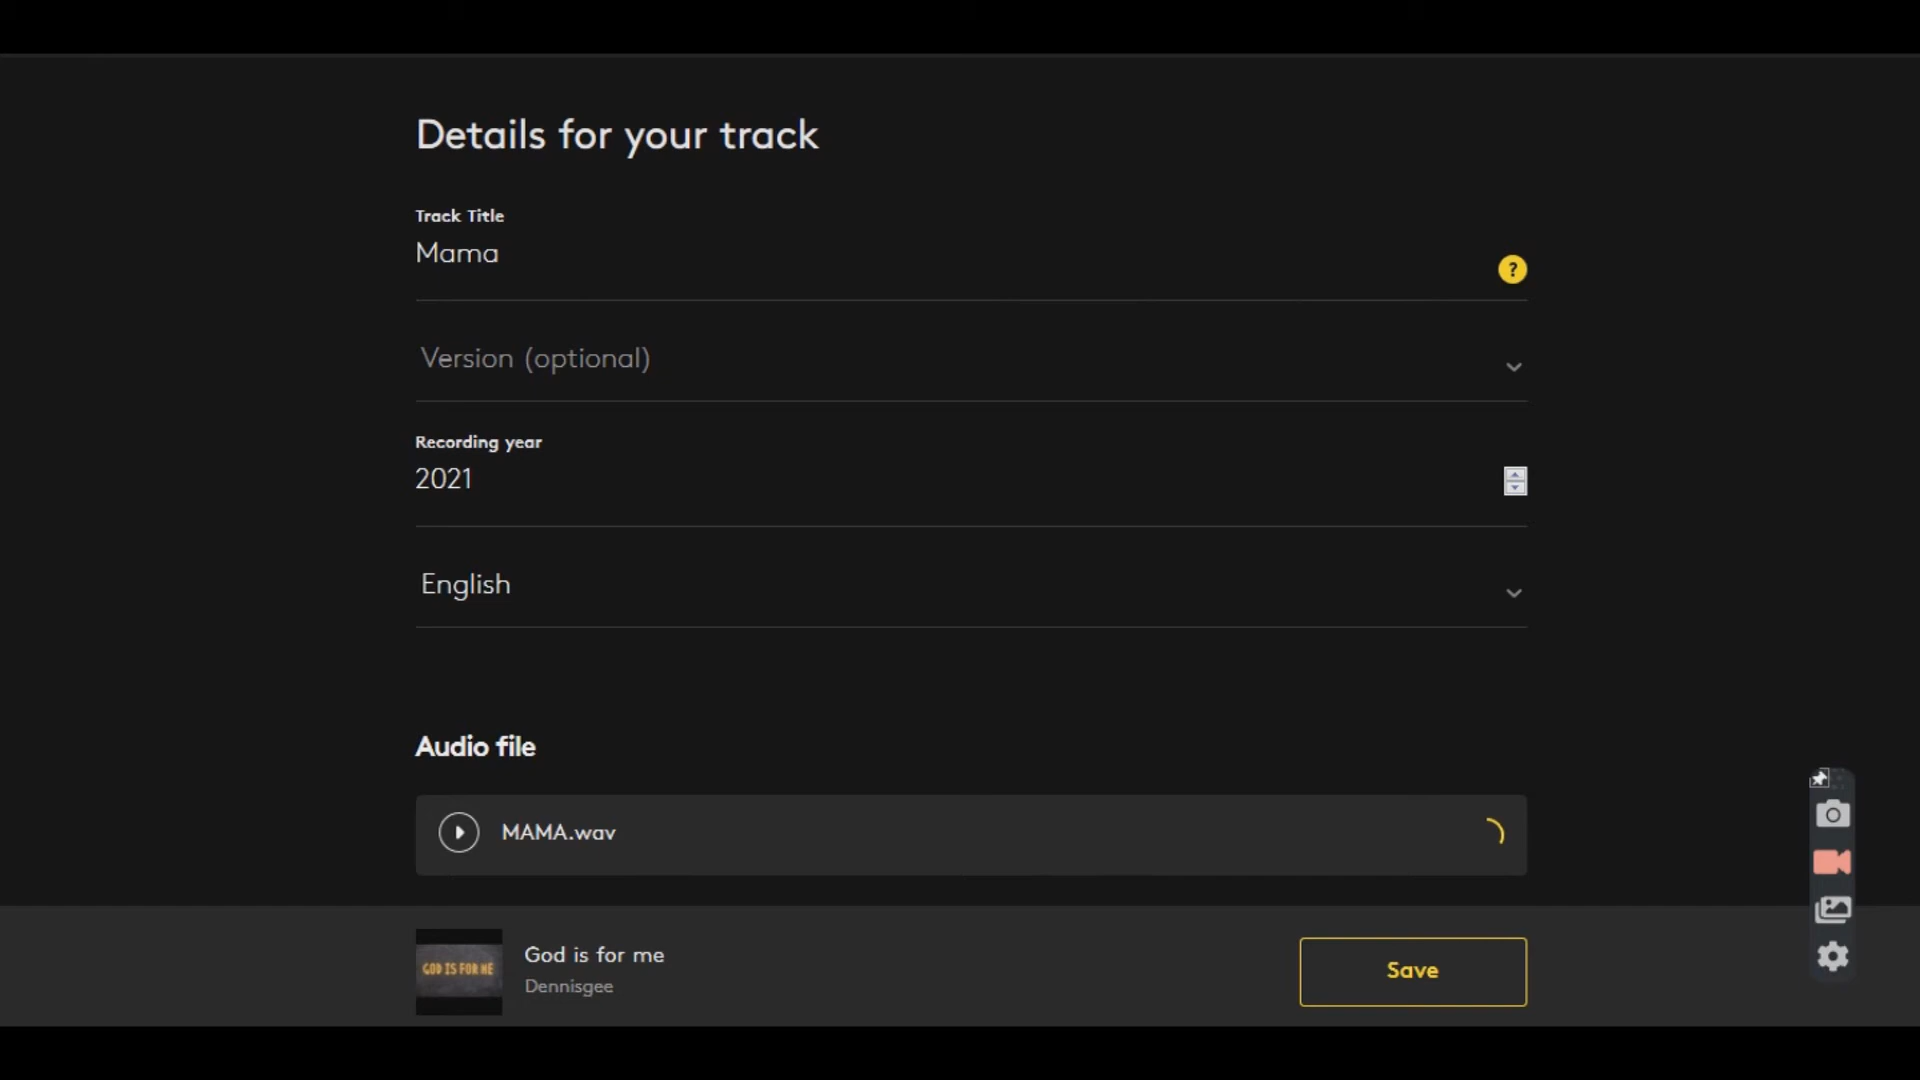 Details for your track
Track Title
Mama
?
Version (optional)
Recording year
2021
English
Audio file
MAMA.wav
GOD IS FOR ME
God is for me
Dennisgee
Save